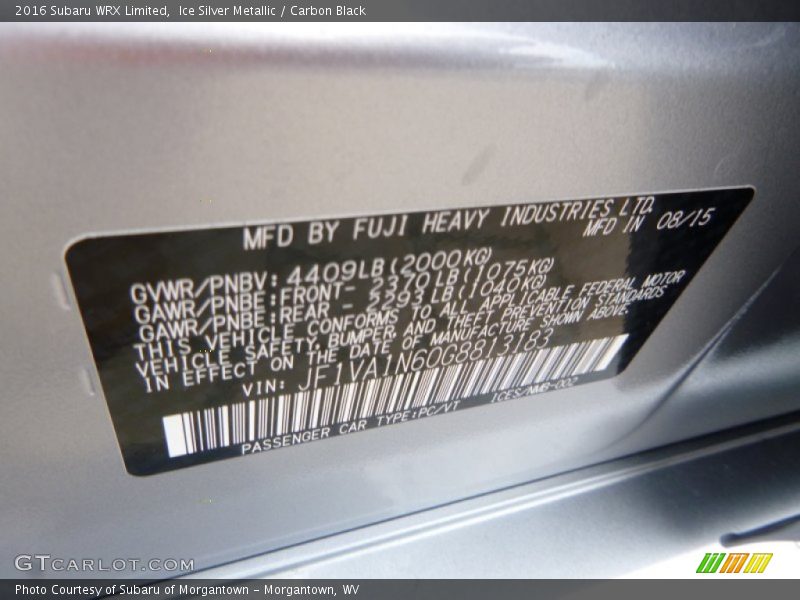 2016 Subaru WRX Limited,  Ice Silver Metallic / Carbon Black
MFD BY FUJI HEAVY INDUSTRIES LTD.
MFD IN 08/15
GVWR/PNBV: 4409LB(2000KG)
GAWR/PNBE:FRONT- 2370LB(1075KG)
GAWR/PNBE:REAR - 2293LB(1040KG)
THIS VEHICLE CONFORMS TO ALL APPLICABLE FEDERAL MOTOR
VEHICLE SAFETY,BUMPER AND THEFT PREVENTION STANDARDS
IN EFFECT ON THE DATE OF MANUFACTURE SHOWN ABOVE.
VIN: JF1VA1N60G8813183
PASSENGER CAR TYPE:PC/VT ICES/NMB-002
GTCARLOT.COM
Photo Courtesy of Subaru of Morgantown - Morgantown, WV